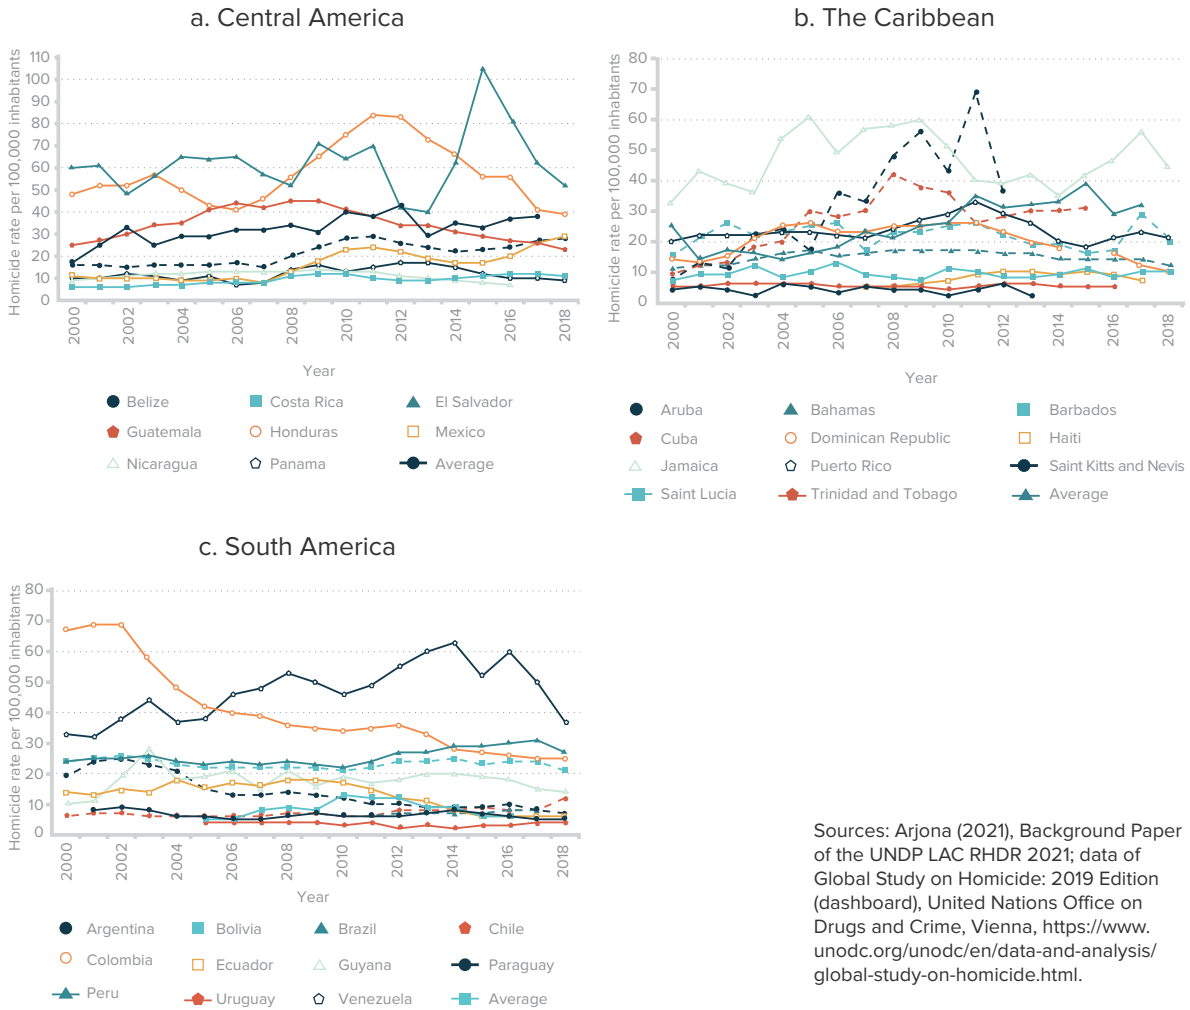 a. Central America
Homicide rate per 100,000 inhabitants
110
100
90
80
70
60
50
40
30
20
10
0
2000 2002 2004 2006 2008 2010 2012 2014 2016 2018
Year
Belize Costa Rica El Salvador
Guatemala Honduras Mexico
Nicaragua Panama Average
b. The Caribbean
Homicide rate per 100,000 inhabitants
80
70
60
50
40
30
20
10
0
2000 2002 2004 2006 2008 2010 2012 2014 2016 2018
Year
Aruba Bahamas Barbados
Cuba Dominican Republic Haiti
Jamaica Puerto Rico Saint Kitts and Nevis
Saint Lucia Trinidad and Tobago Average
c. South America
Homicide rate per 100,000 inhabitants
80
70
60
50
40
30
20
10
0
2000 2002 2004 2006 2008 2010 2012 2014 2016 2018
Year
Argentina Bolivia Brazil Chile
Colombia Ecuador Guyana Paraguay
Peru Uruguay Venezuela Average
Sources: Arjona (2021), Background Paper
of the UNDP LAC RHDR 2021; data of
Global Study on Homicide: 2019 Edition
(dashboard), United Nations Office on
Drugs and Crime, Vienna, https://www.
unodc.org/unodc/en/data-and-analysis/
global-study-on-homicide.html.